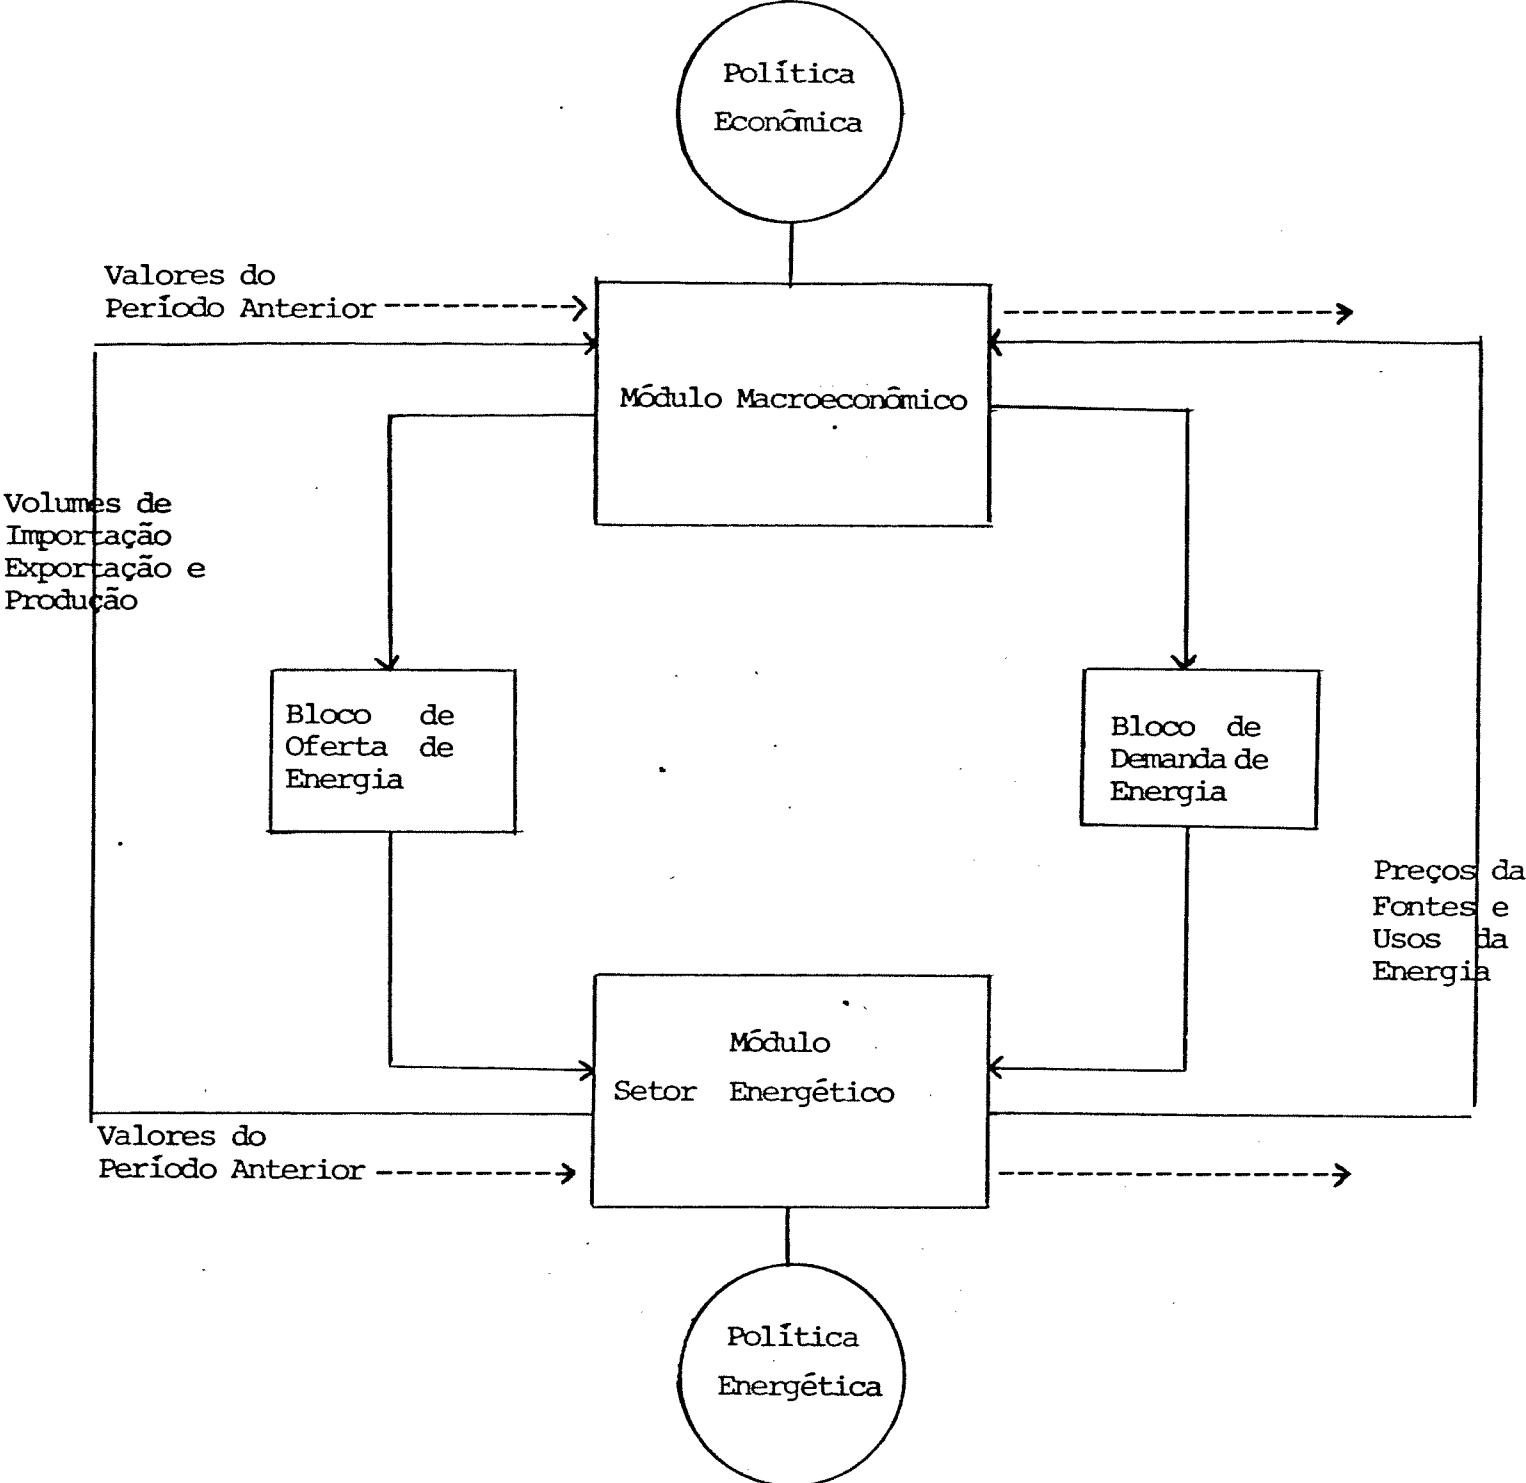 Política
Econômica
Valores do
Período Anterior
Módulo Macroeconômico
Volumes de
Importação
Exportação e
Produção
Bloco de
Oferta de
Energia
Bloco de
Demanda de
Energia
Preços da
Fontes e
Usos da
Energia
Módulo
Setor Energético
Valores do
Período Anterior
Política
Energética